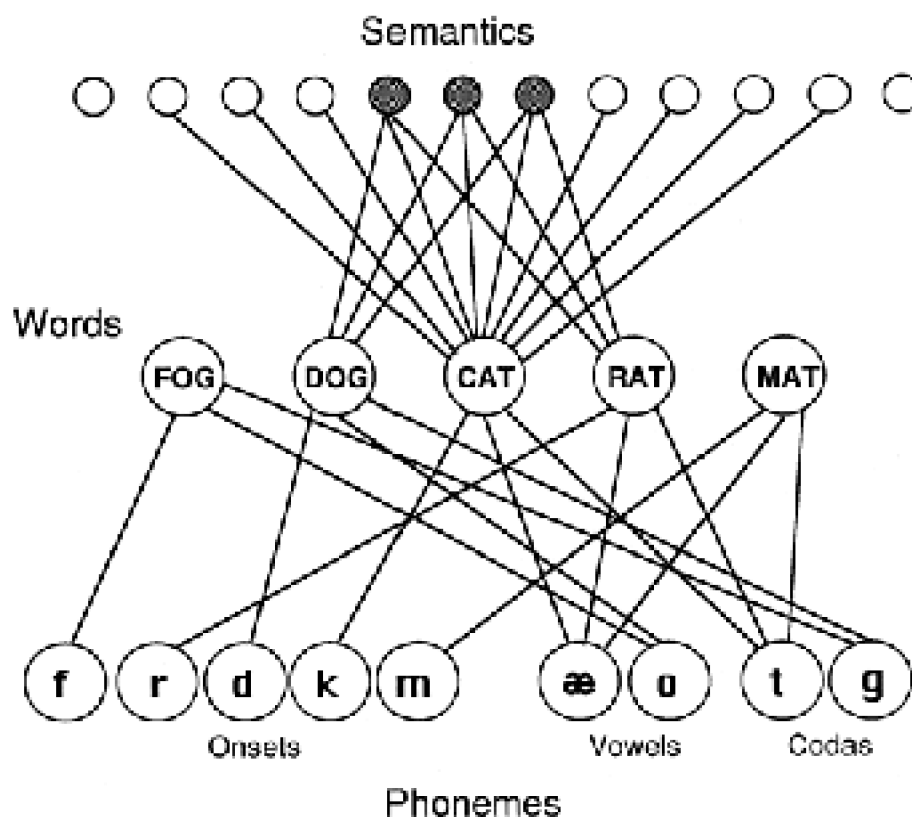 Semantics
Words
FOG DOG CAT RAT MAT
f r d k m æ ɑ t g
Onsets Vowels Codas
Phonemes